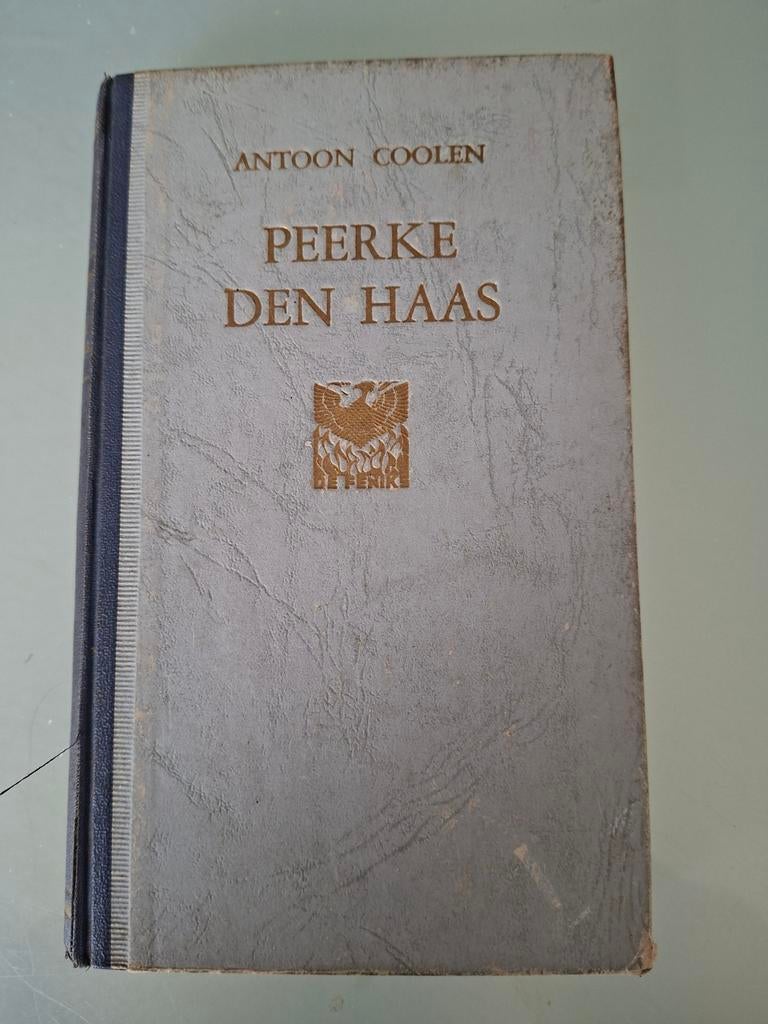 ANTOON COOLEN
PEERKE
DEN HAAS
DE FENIKS